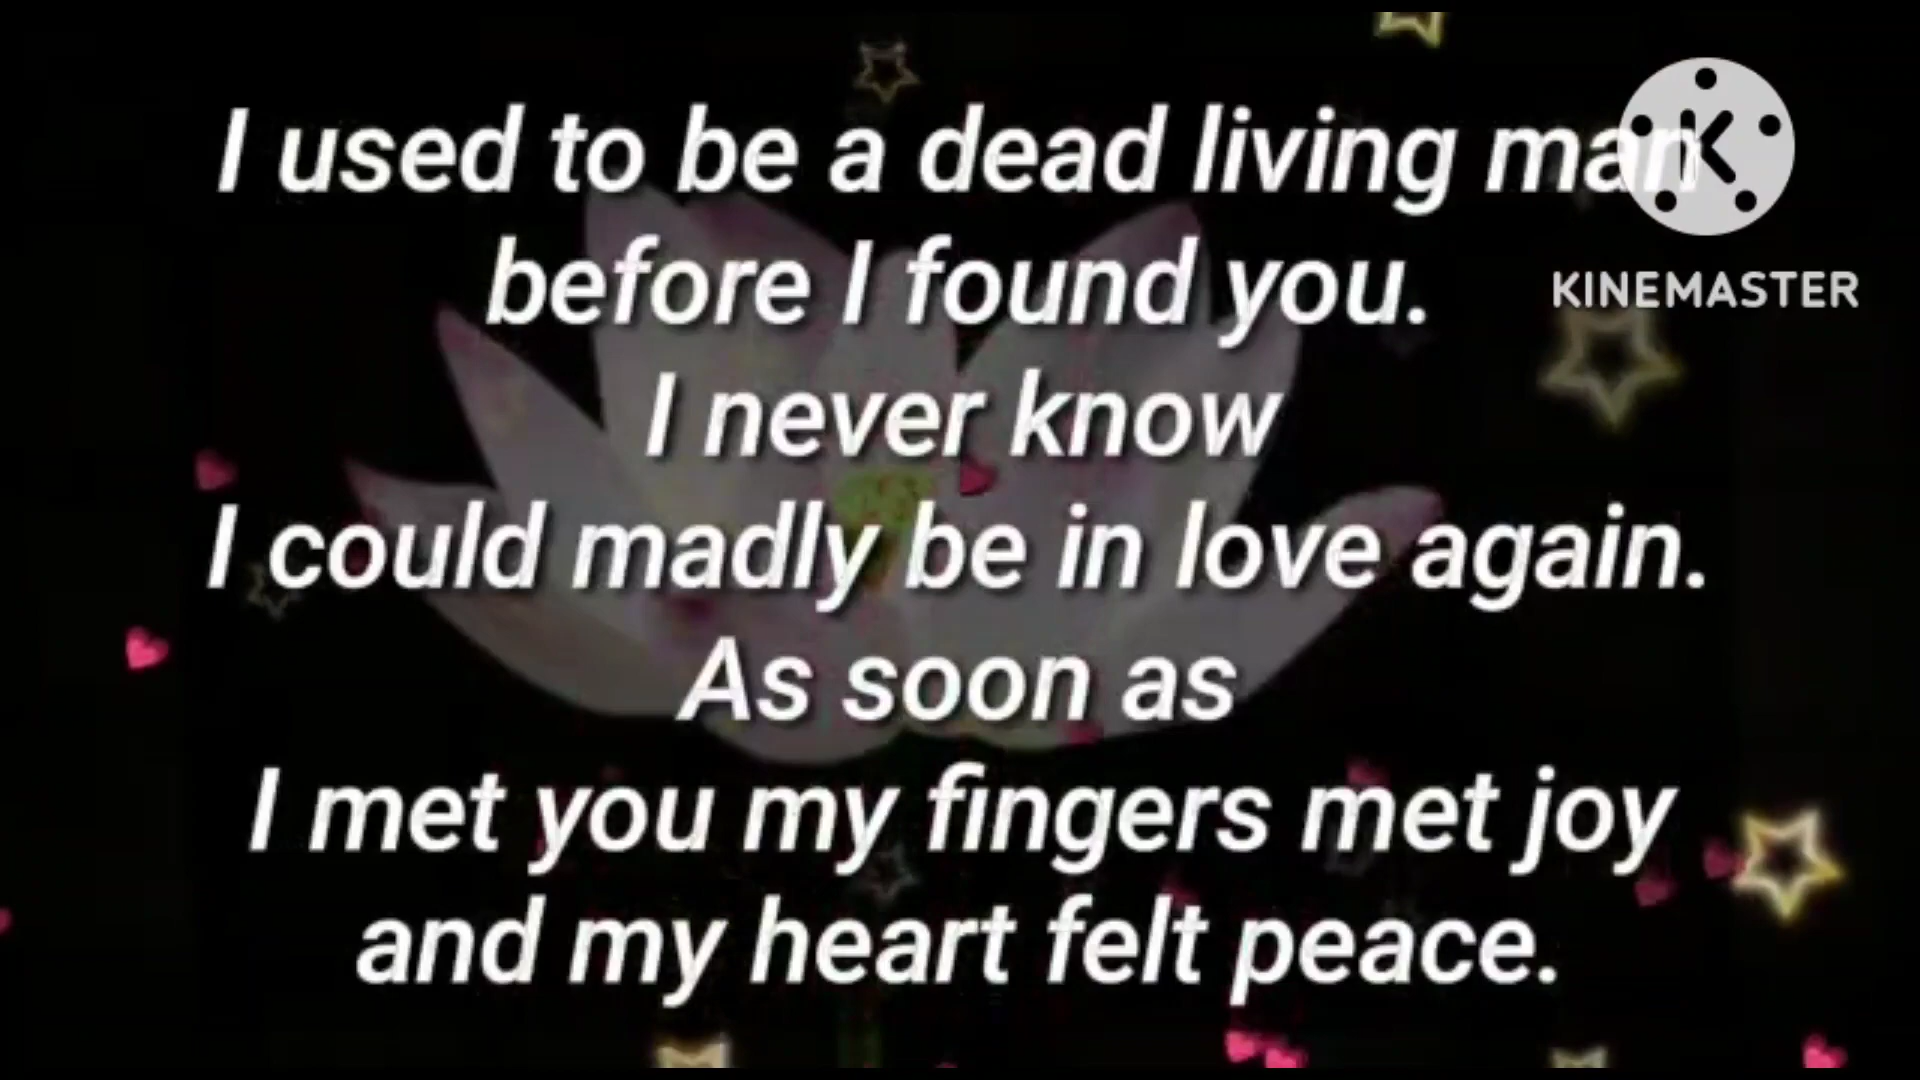 I used to be a dead living man
before I found you.
I never know
I could madly be in love again.
As soon as
I met you my fingers met joy
and my heart felt peace.
K
KINEMASTER